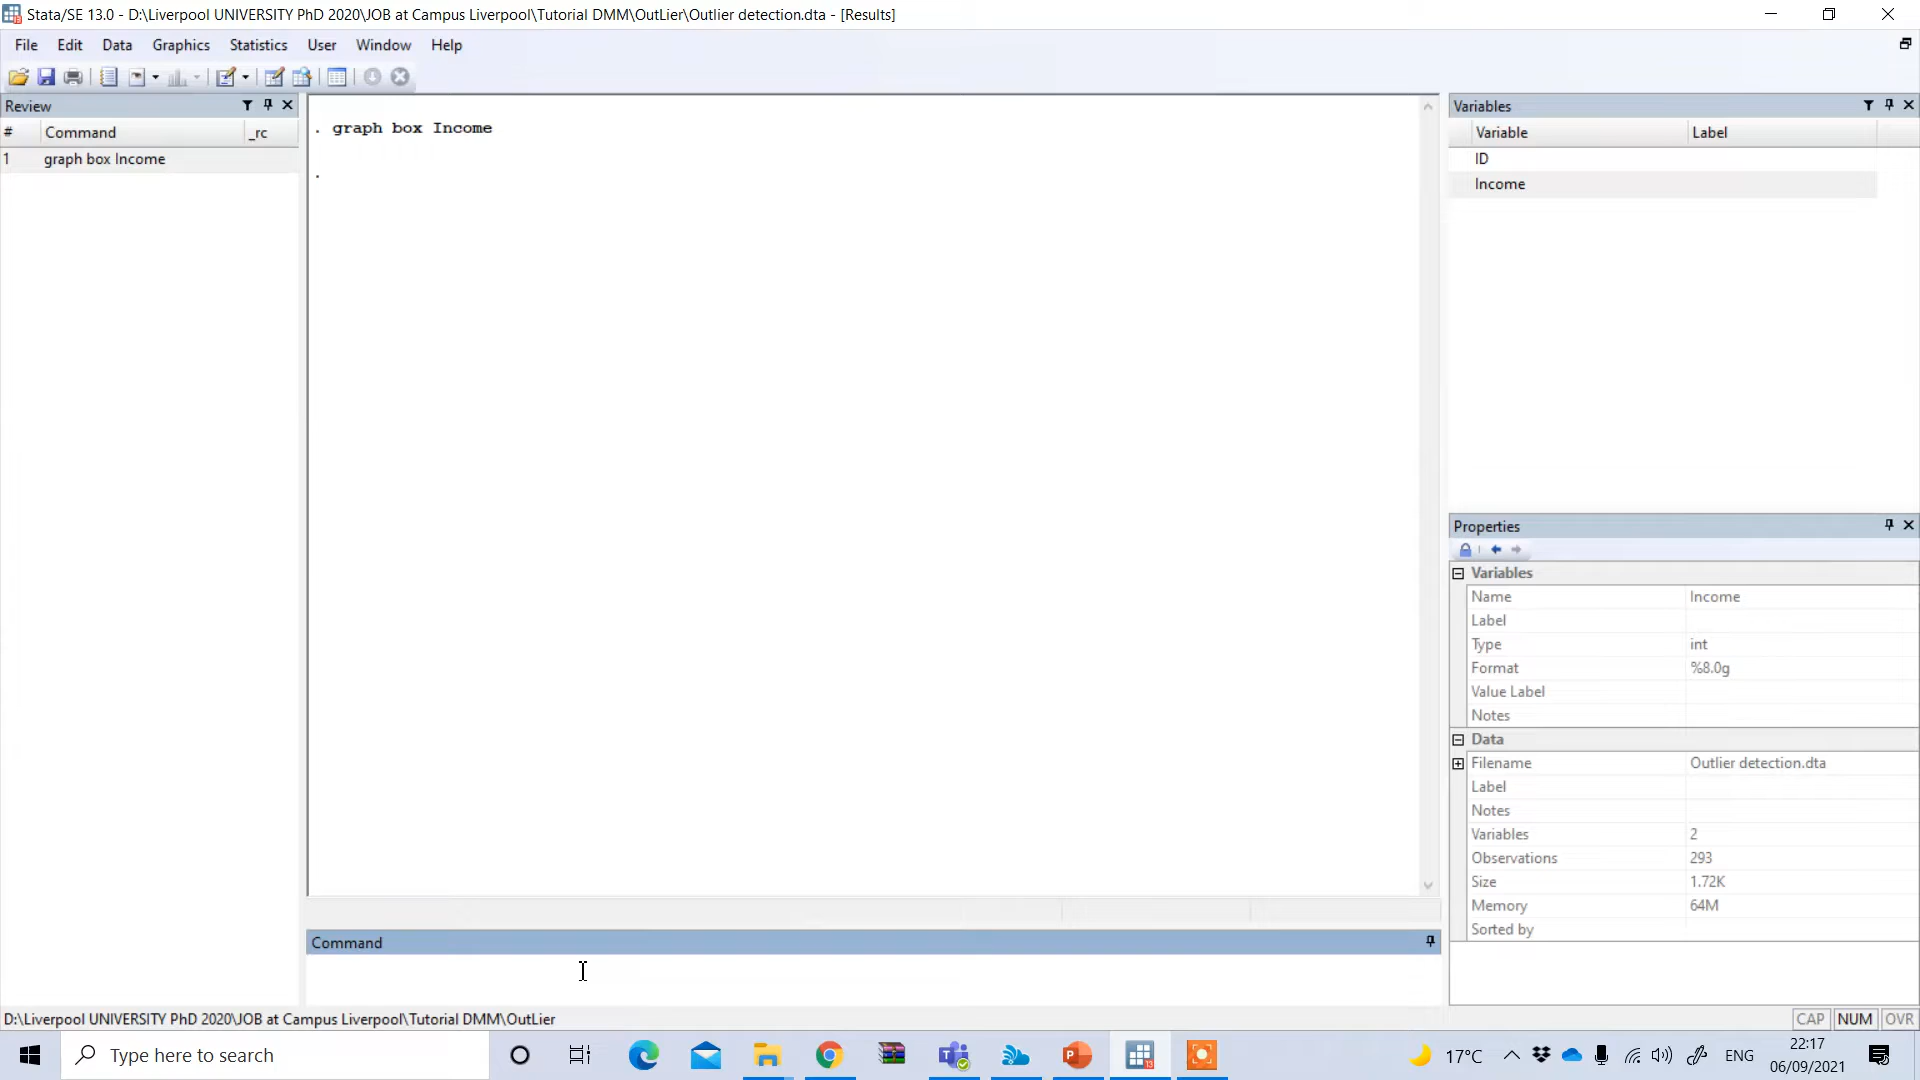 Stata/SE 13.0 - D:\Liverpool UNIVERSITY PhD 2020\JOB at Campus Liverpool\Tutorial DMM\OutLier\Outlier detection.dta - [Results]
File Edit Data Graphics Statistics User Window Help
Review
# Command _rc
1 graph box Income
. graph box Income
.
Variables
Variable Label
ID
Income
Properties
Variables
Name Income
Label
Type int
Format %8.0g
Value Label
Notes
Data
Filename Outlier detection.dta
Label
Notes
Variables 2
Observations 293
Size 1.72K
Memory 64M
Sorted by
Command
D:\Liverpool UNIVERSITY PhD 2020\JOB at Campus Liverpool\Tutorial DMM\OutLier
CAP NUM OVR
Type here to search
17°C
ENG
22:17
06/09/2021